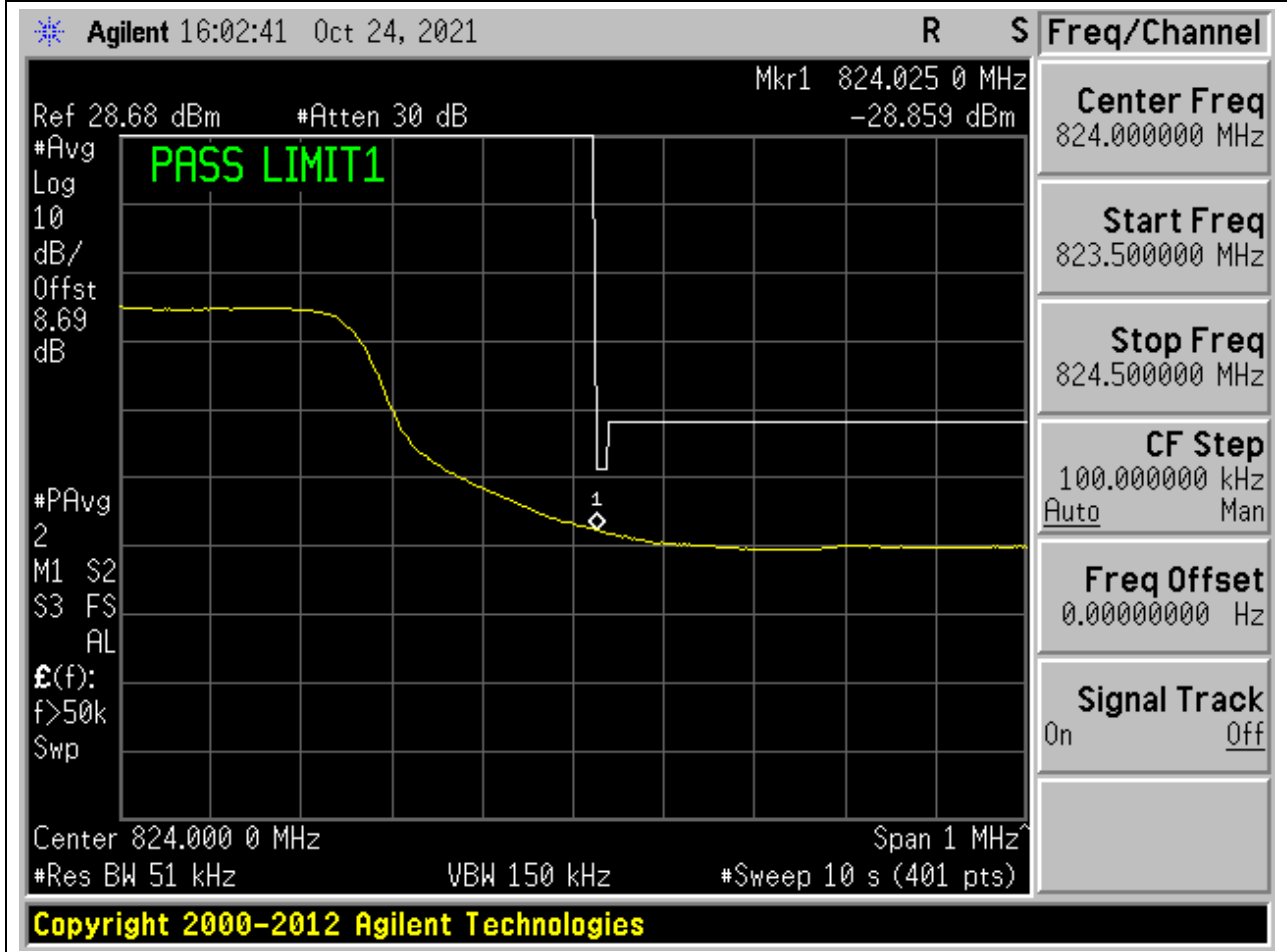 Agilent 16:02:41 Oct 24, 2021 R S
Freq/Channel
Mkr1 824.025 0 MHz
Ref 28.68 dBm #Atten 30 dB -28.859 dBm
#Avg
Log
10
dB/
Offst
8.69
dB
PASS LIMIT1
1
#PAvg
2
M1 S2
S3 FS
AL
£(f):
f>50k
Swp
Center 824.000 0 MHz Span 1 MHz^
#Res BW 51 kHz VBW 150 kHz #Sweep 10 s (401 pts)
Center Freq
824.000000 MHz
Start Freq
823.500000 MHz
Stop Freq
824.500000 MHz
CF Step
100.000000 kHz
Auto Man
Freq Offset
0.00000000 Hz
Signal Track
On Off
Copyright 2000-2012 Agilent Technologies